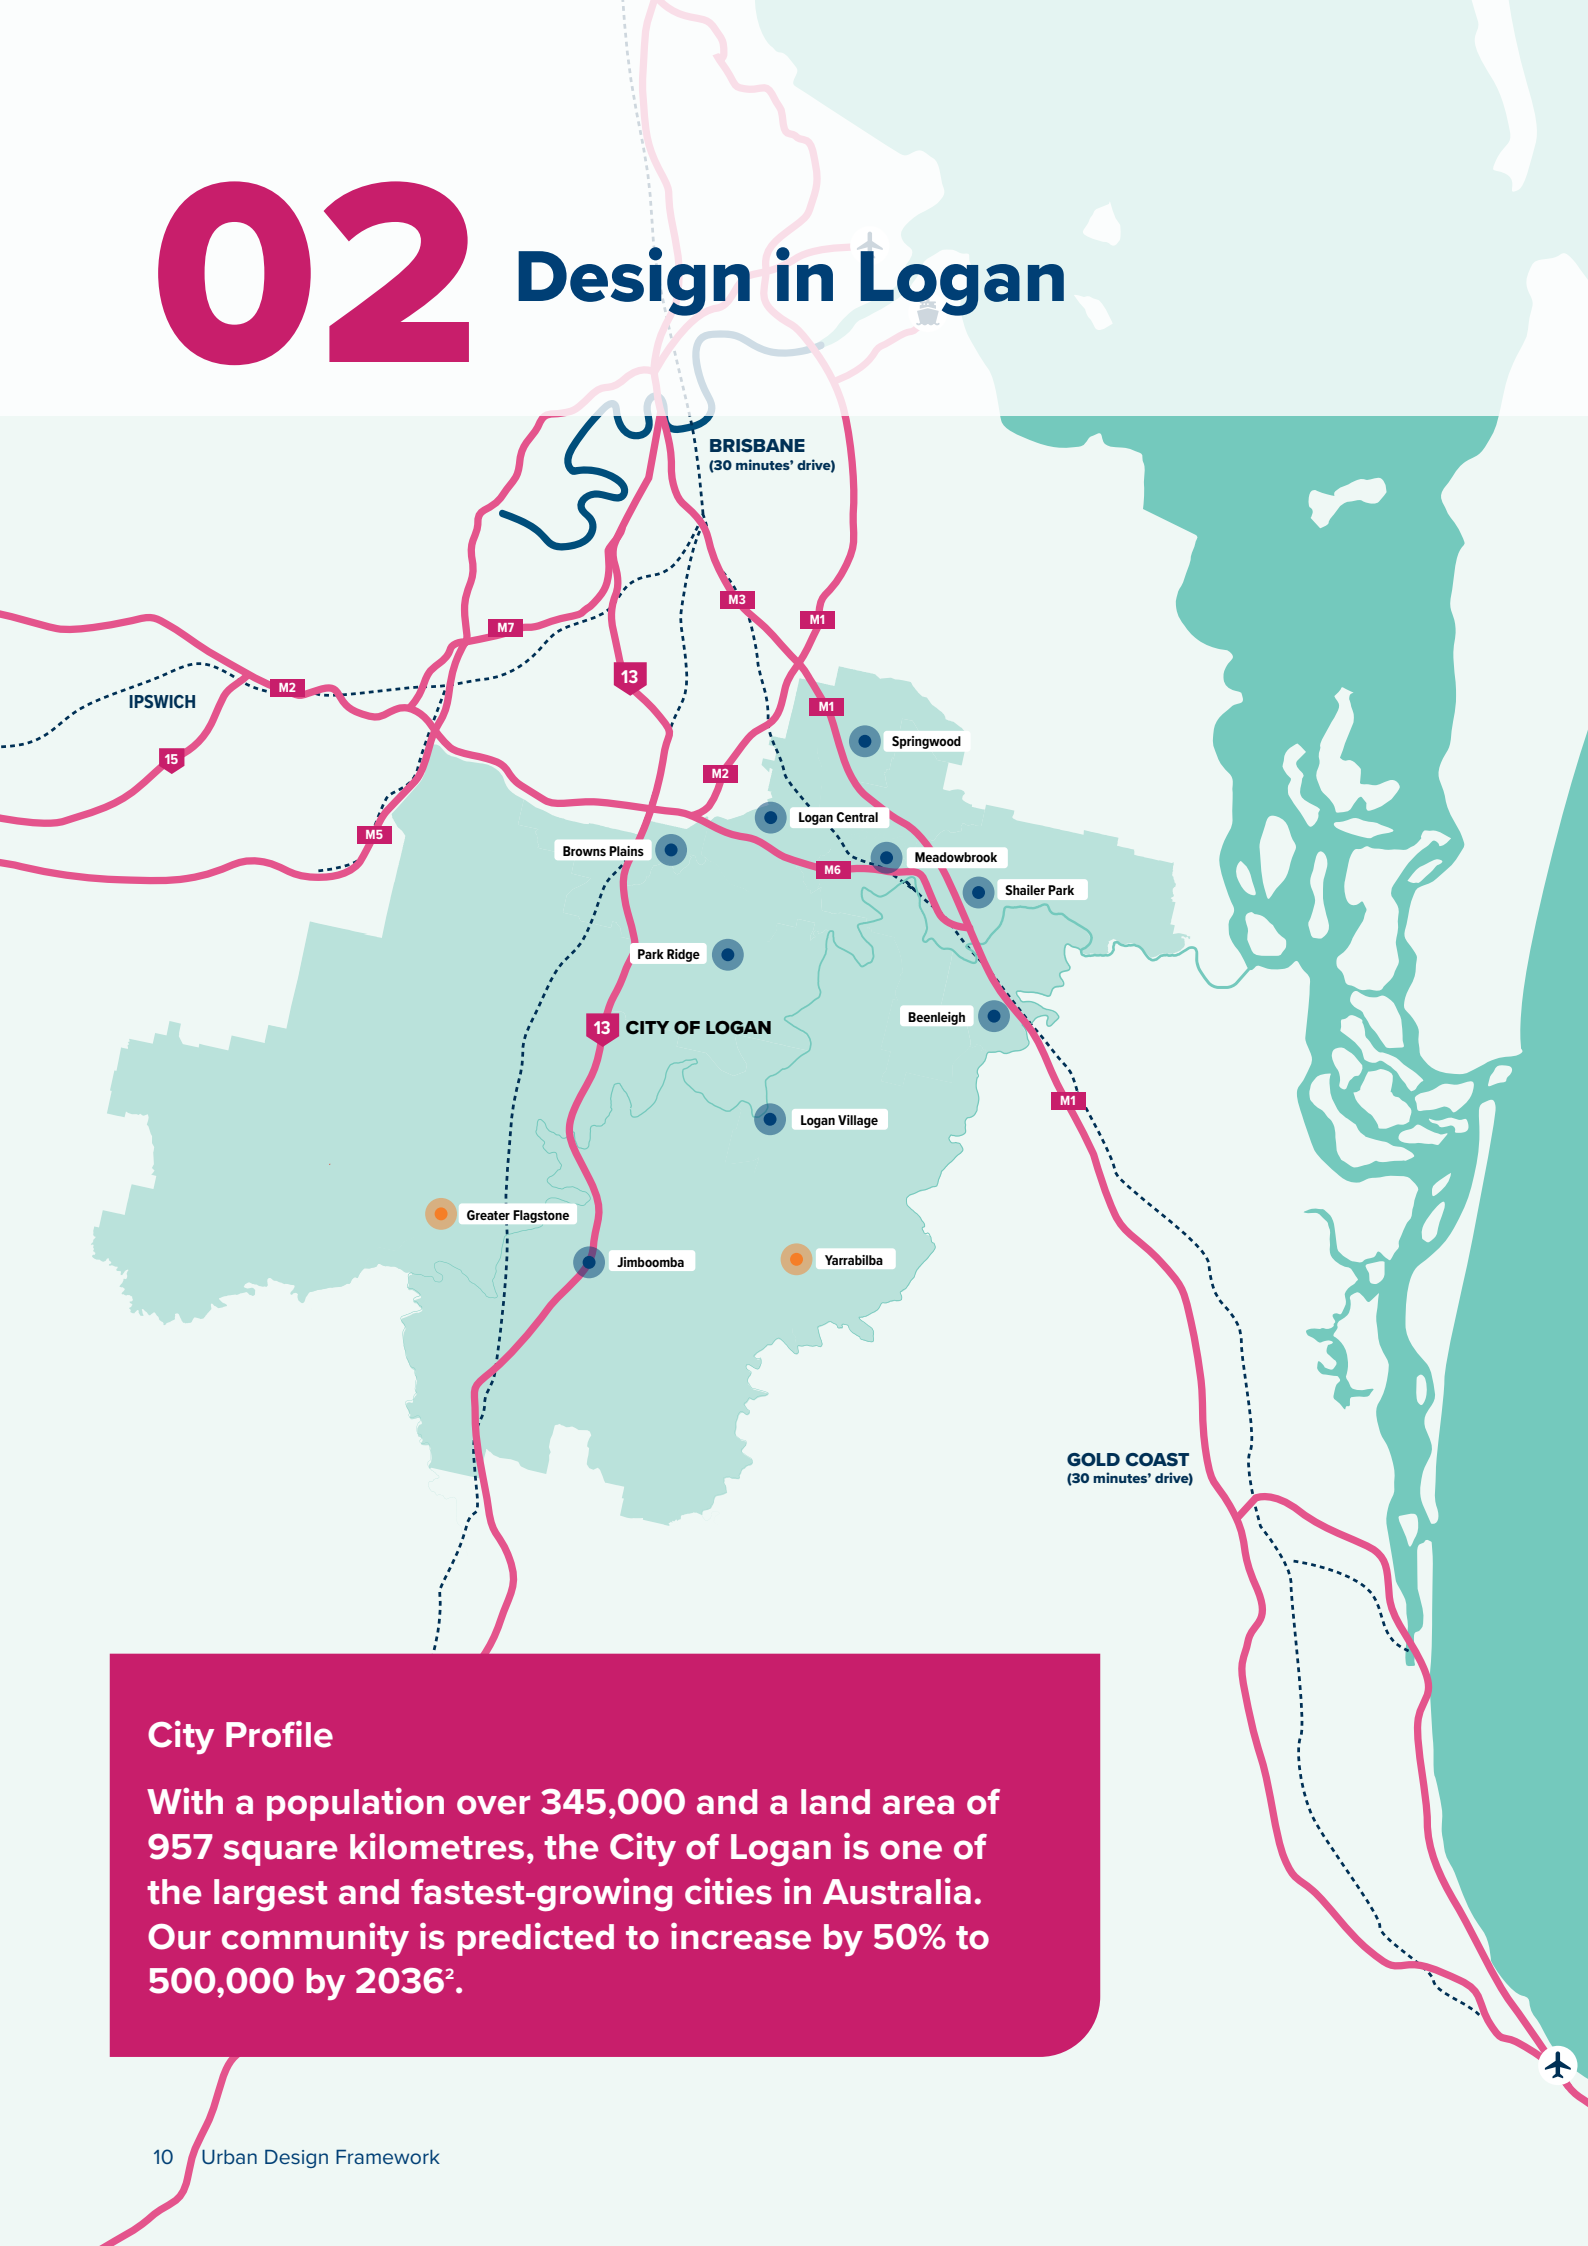 02
Design in Logan
BRISBANE
(30 minutes’ drive)
M3
M1
M7
13
M2
IPSWICH
M1
Springwood
15
M2
Logan Central
M5
Browns Plains
Meadowbrook
M6
Shailer Park
Park Ridge
Beenleigh
13
CITY OF LOGAN
M1
Logan Village
Greater Flagstone
Jimboomba
Yarrabilba
GOLD COAST
(30 minutes’ drive)
City Profile
With a population over 345,000 and a land area of
957 square kilometres, the City of Logan is one of
the largest and fastest-growing cities in Australia.
Our community is predicted to increase by 50% to
500,000 by 2036².
10 Urban Design Framework